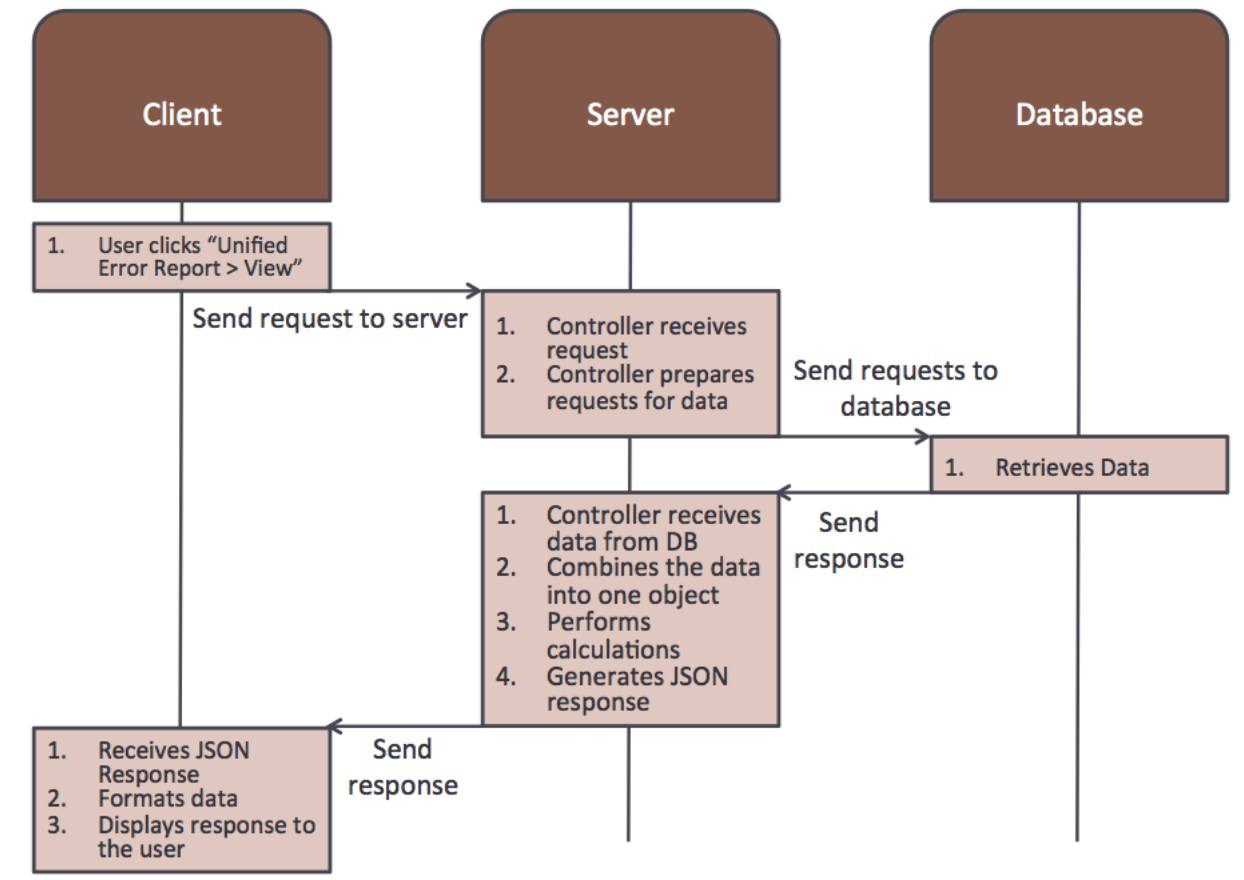 Client
Server
Database
1. User clicks “Unified
Error Report > View”
Send request to server
1. Controller receives
request
2. Controller prepares
requests for data
Send requests to
database
1. Retrieves Data
Send
response
1. Controller receives
data from DB
2. Combines the data
into one object
3. Performs
calculations
4. Generates JSON
response
Send
response
1. Receives JSON
Response
2. Formats data
3. Displays response to
the user